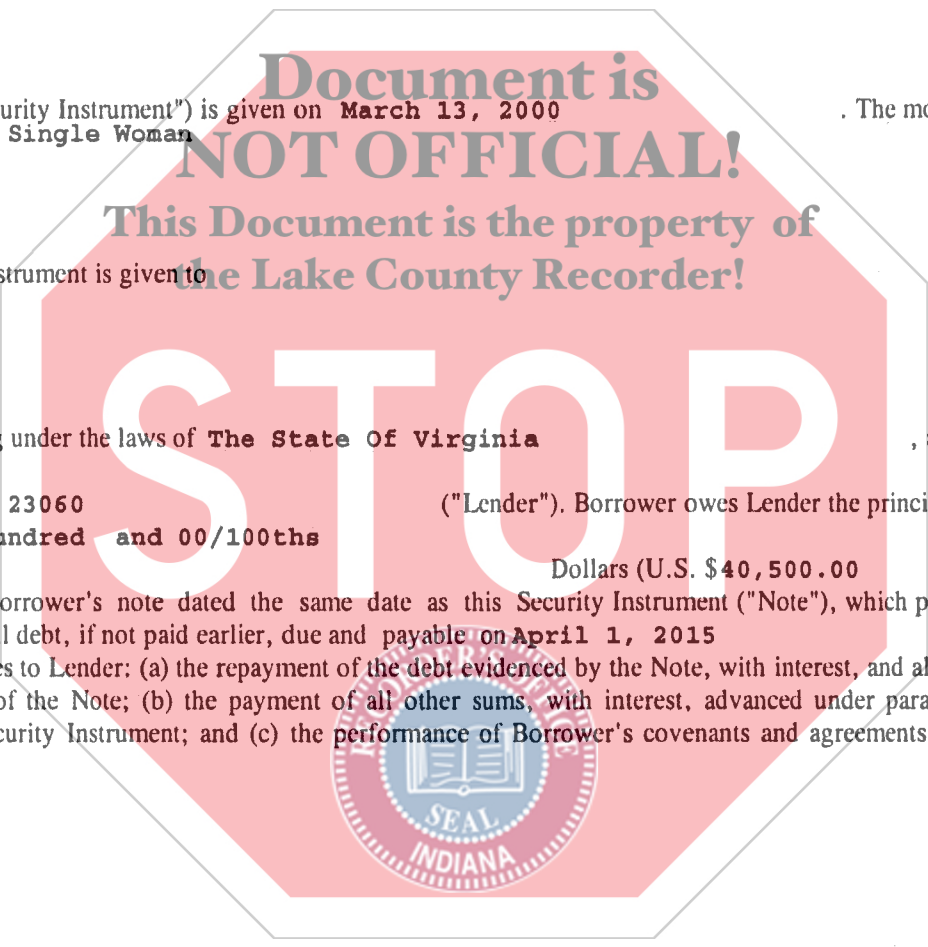 Document is
urity Instrument") is given on March 13, 2000 . The mo
Single Woman
NOT OFFICIAL!
This Document is the property of
strument is given to
the Lake County Recorder!
STOP
under the laws of The State Of Virginia ,
23060 ("Lender"). Borrower owes Lender the princi
undred and 00/100ths
Dollars (U.S. $40,500.00
orrower's note dated the same date as this Security Instrument ("Note"), which p
l debt, if not paid earlier, due and payable on April 1, 2015
es to Lender: (a) the repayment of the debt evidenced by the Note, with interest, and al
of the Note; (b) the payment of all other sums, with interest, advanced under para
curity Instrument; and (c) the performance of Borrower's covenants and agreements
RECORDER'S OFFICE
SEAL
INDIANA